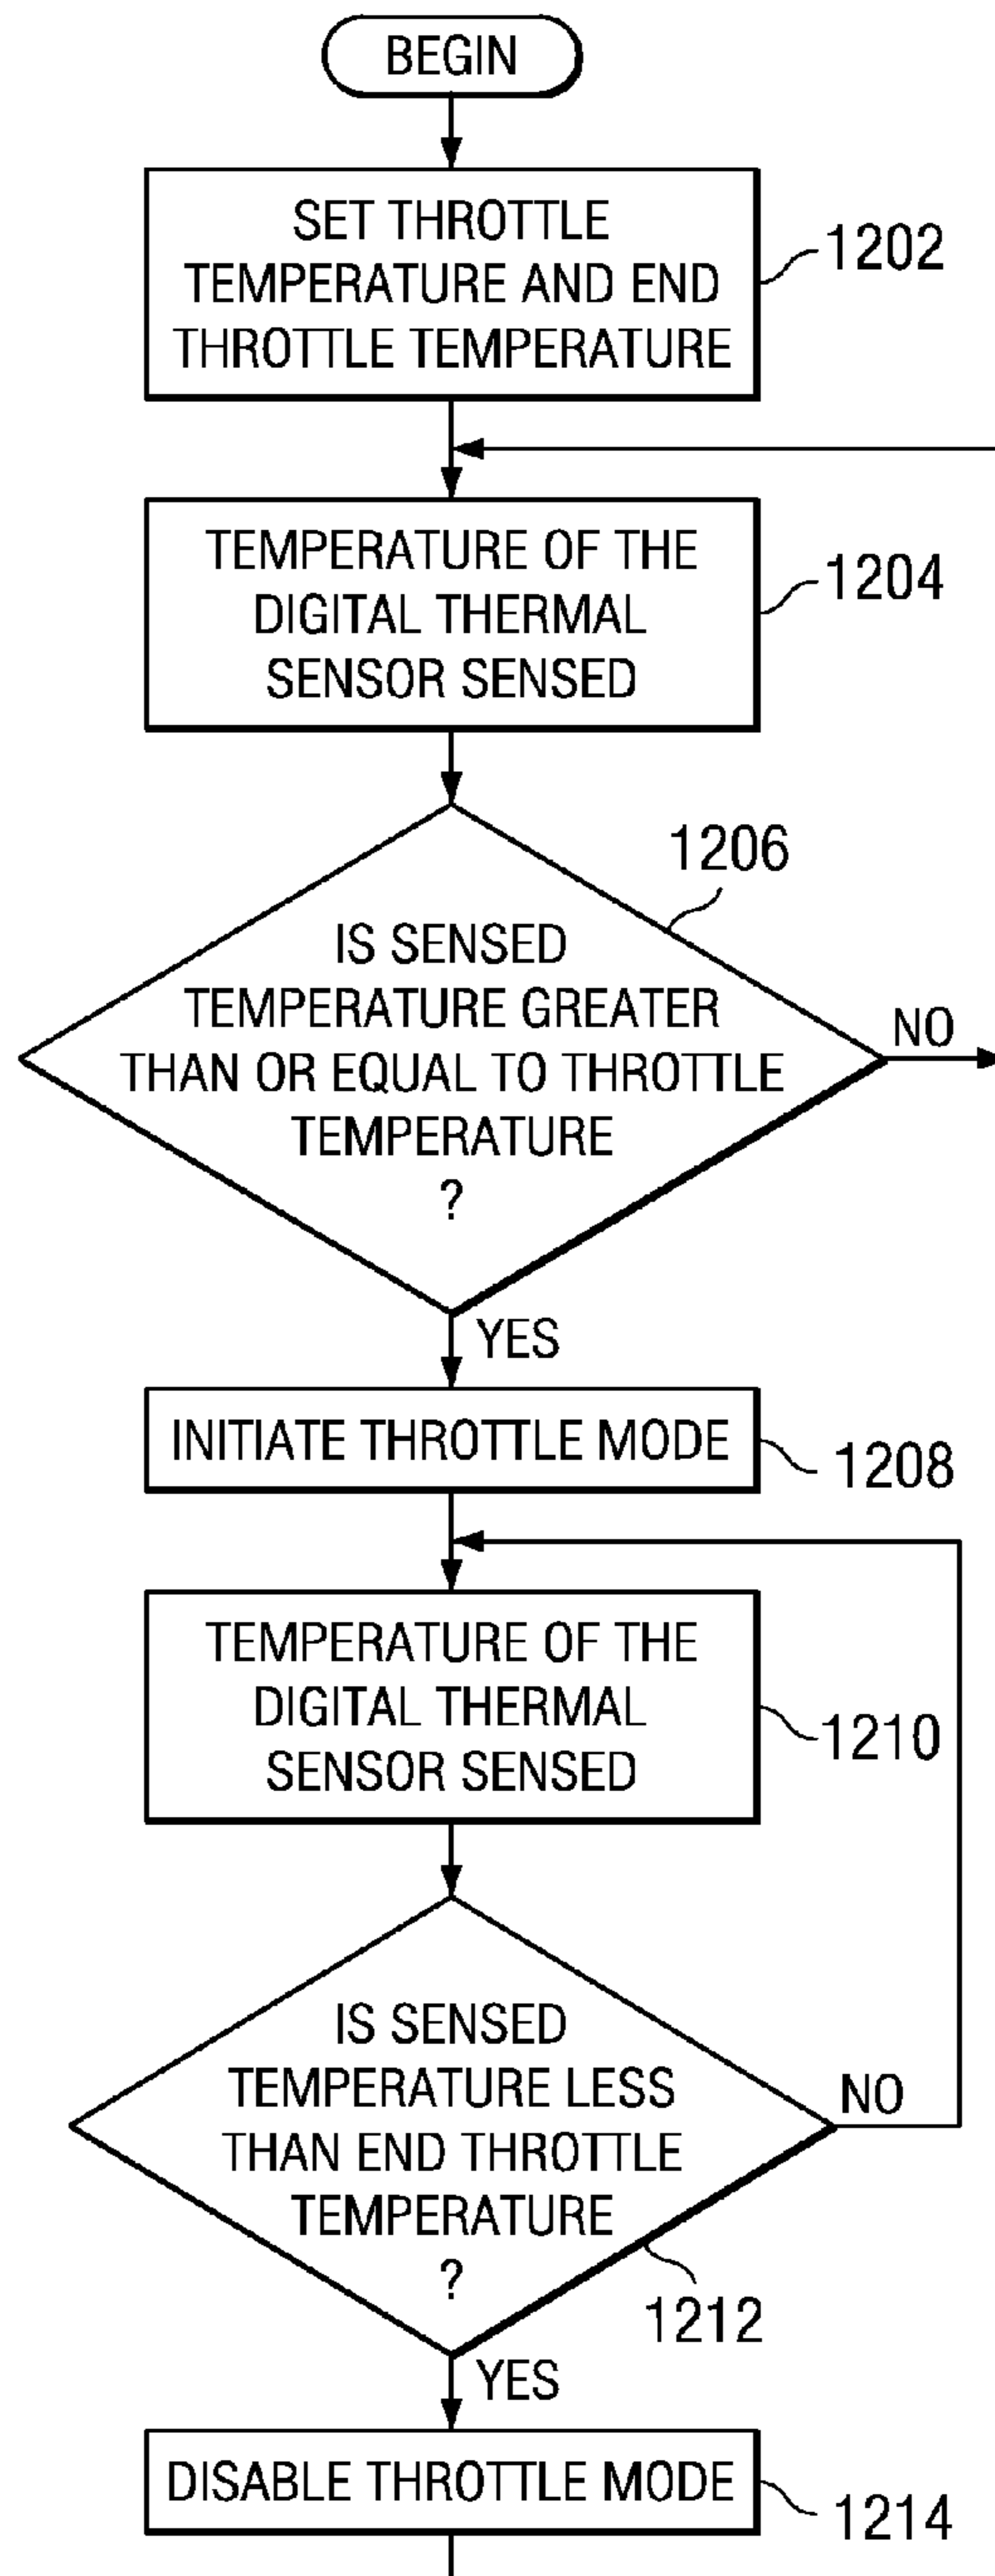 BEGIN
SET THROTTLE
TEMPERATURE AND END
THROTTLE TEMPERATURE
1202
TEMPERATURE OF THE
DIGITAL THERMAL
SENSOR SENSED
1204
1206
IS SENSED
TEMPERATURE GREATER
THAN OR EQUAL TO THROTTLE
TEMPERATURE
?
NO
YES
INITIATE THROTTLE MODE
1208
TEMPERATURE OF THE
DIGITAL THERMAL
SENSOR SENSED
1210
IS SENSED
TEMPERATURE LESS
THAN END THROTTLE
TEMPERATURE
?
NO
1212
YES
DISABLE THROTTLE MODE
1214